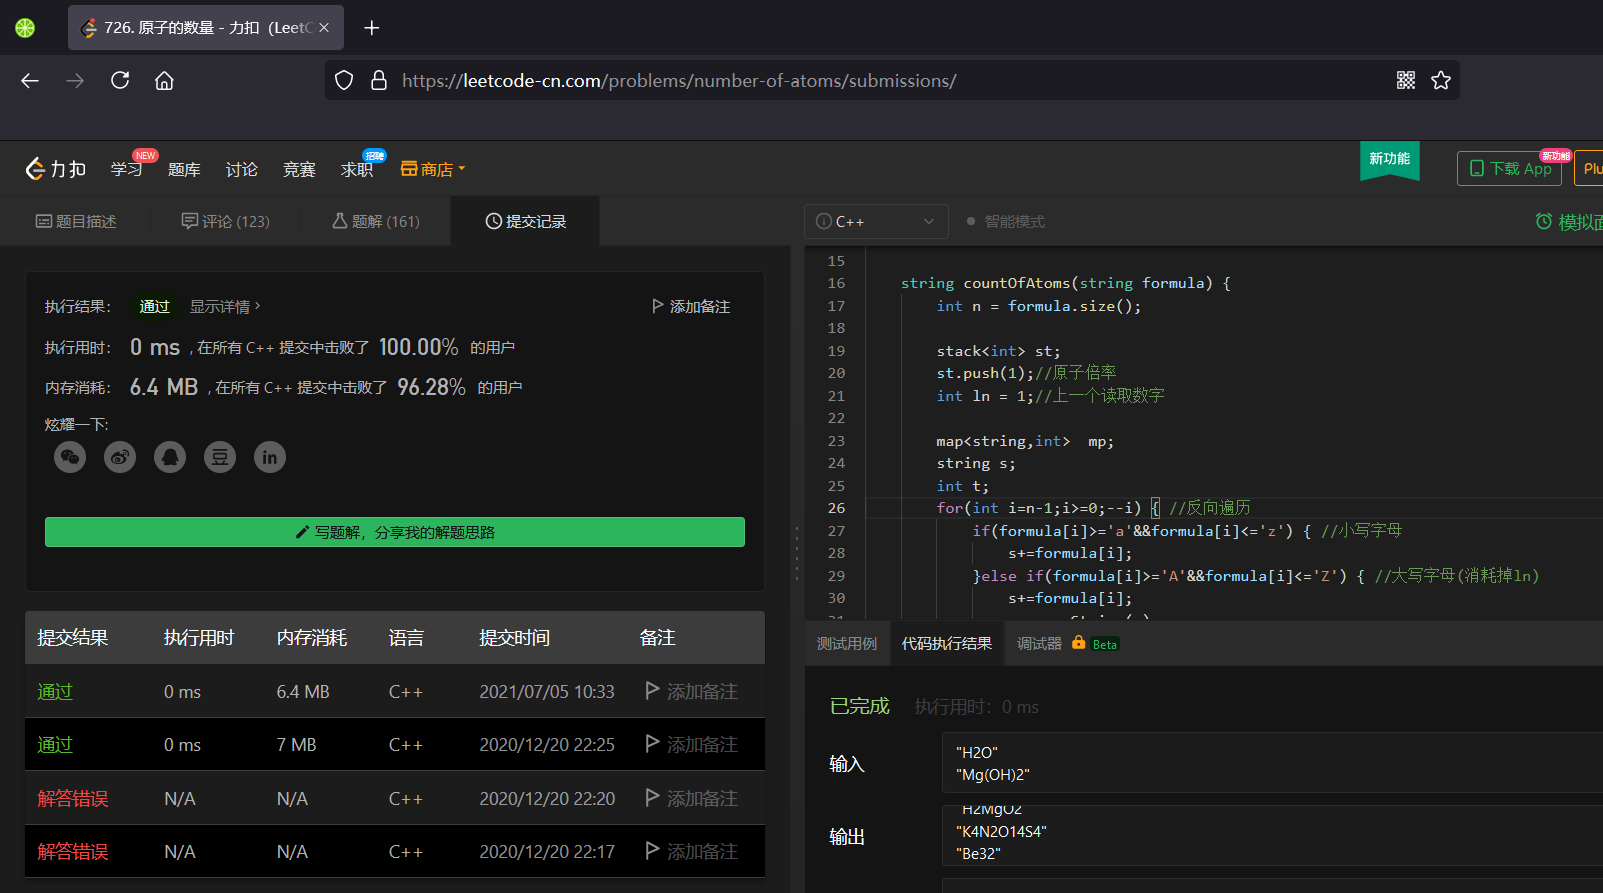 726. 原子的数量 - 力扣（LeetC
https://leetcode-cn.com/problems/number-of-atoms/submissions/
力扣 学习 NEW 题库 讨论 竞赛 求职 招聘 商店 新功能 下载 App 新功能 Plu
题目描述 评论 (123) 题解 (161) 提交记录
C++ 智能模式 模拟面
执行结果： 通过 显示详情 › 添加备注
执行用时： 0 ms , 在所有 C++ 提交中击败了 100.00% 的用户
内存消耗： 6.4 MB , 在所有 C++ 提交中击败了 96.28% 的用户
炫耀一下:
写题解，分享我的解题思路
提交结果 执行用时 内存消耗 语言 提交时间 备注
通过 0 ms 6.4 MB C++ 2021/07/05 10:33 添加备注
通过 0 ms 7 MB C++ 2020/12/20 22:25 添加备注
解答错误 N/A N/A C++ 2020/12/20 22:20 添加备注
解答错误 N/A N/A C++ 2020/12/20 22:17 添加备注
15
16 string countOfAtoms(string formula) {
17 int n = formula.size();
18
19 stack<int> st;
20 st.push(1);//原子倍率
21 int ln = 1;//上一个读取数字
22
23 map<string,int>  mp;
24 string s;
25 int t;
26 for(int i=n-1;i>=0;--i) { //反向遍历
27 if(formula[i]>='a'&&formula[i]<='z') { //小写字母
28 s+=formula[i];
29 }else if(formula[i]>='A'&&formula[i]<='Z') { //大写字母(消耗掉ln)
30 s+=formula[i];
测试用例 代码执行结果 调试器 Beta
已完成 执行用时：0 ms
输入
"H2O"
"Mg(OH)2"
输出
"H2MgO2"
"K4N2O14S4"
"Be32"